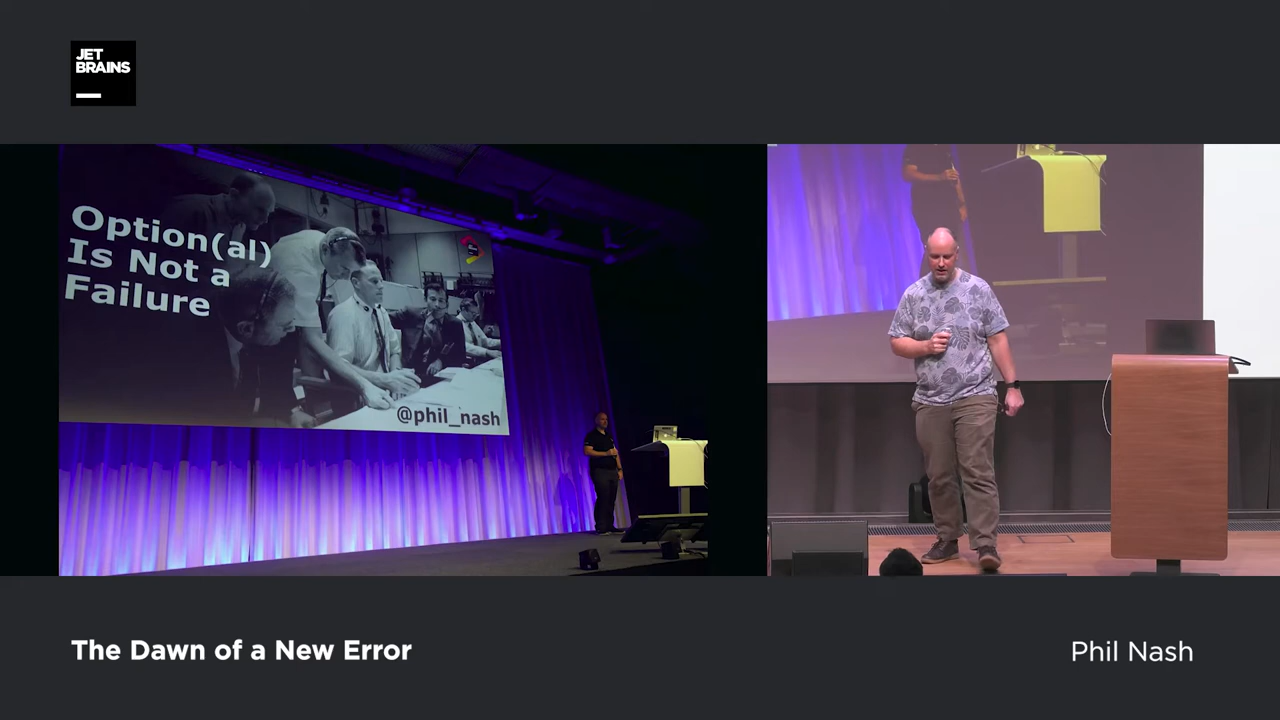 JET
BRAINS
Option(al)
Is Not a
Failure
@phil_nash
The Dawn of a New Error
Phil Nash